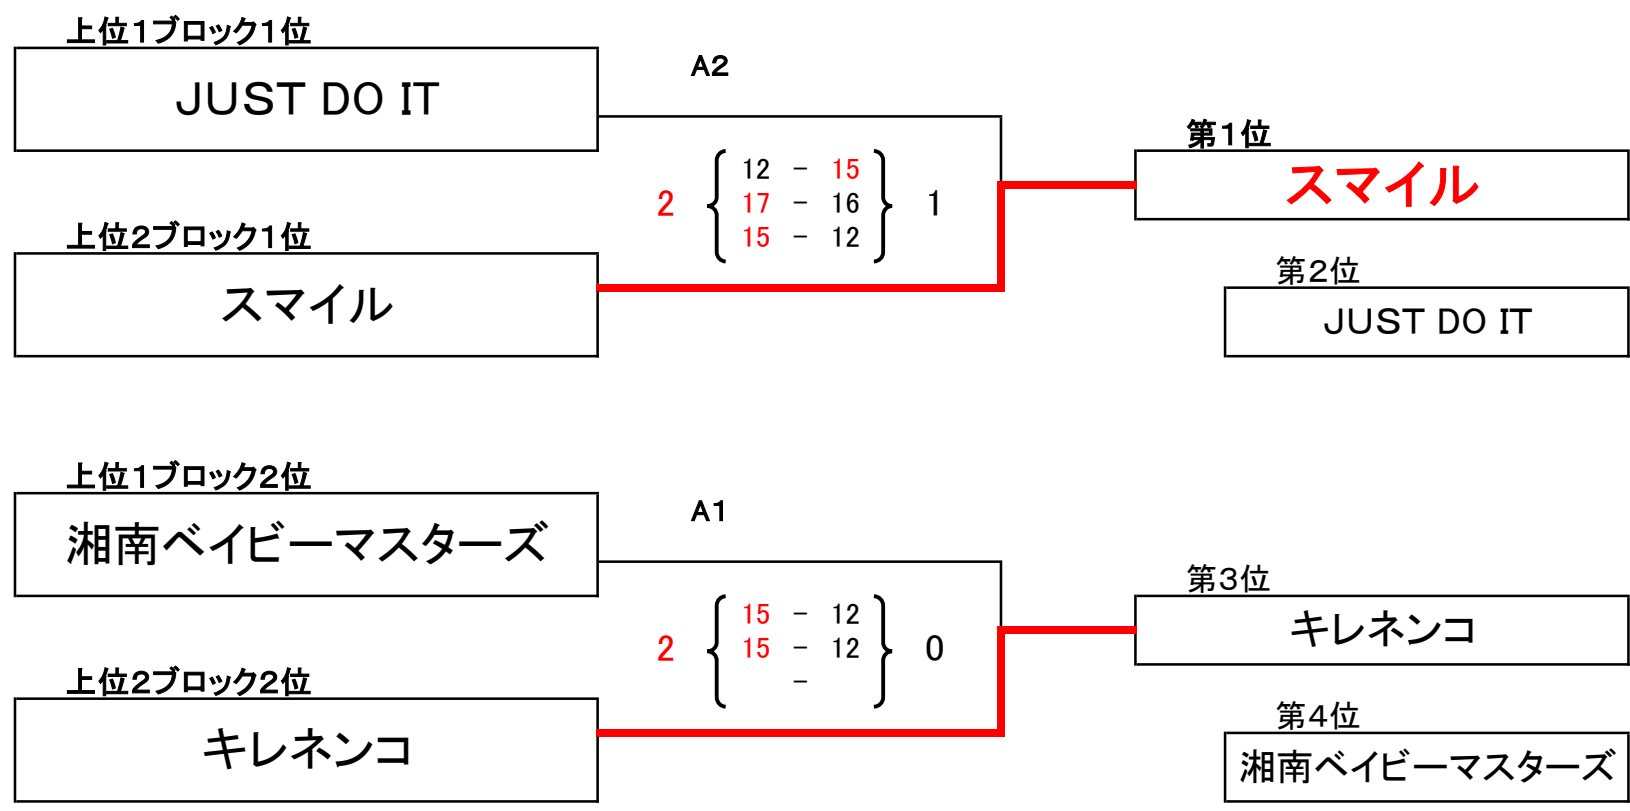 上位1ブロック1位
JUST DO IT
A2
12 - 15
2 17 - 16 1
15 - 12
上位2ブロック1位
スマイル
第1位
スマイル
第2位
JUST DO IT
上位1ブロック2位
湘南ベイビーマスターズ
A1
15 - 12
2 15 - 12 0
-
上位2ブロック2位
キレネンコ
第3位
キレネンコ
第4位
湘南ベイビーマスターズ